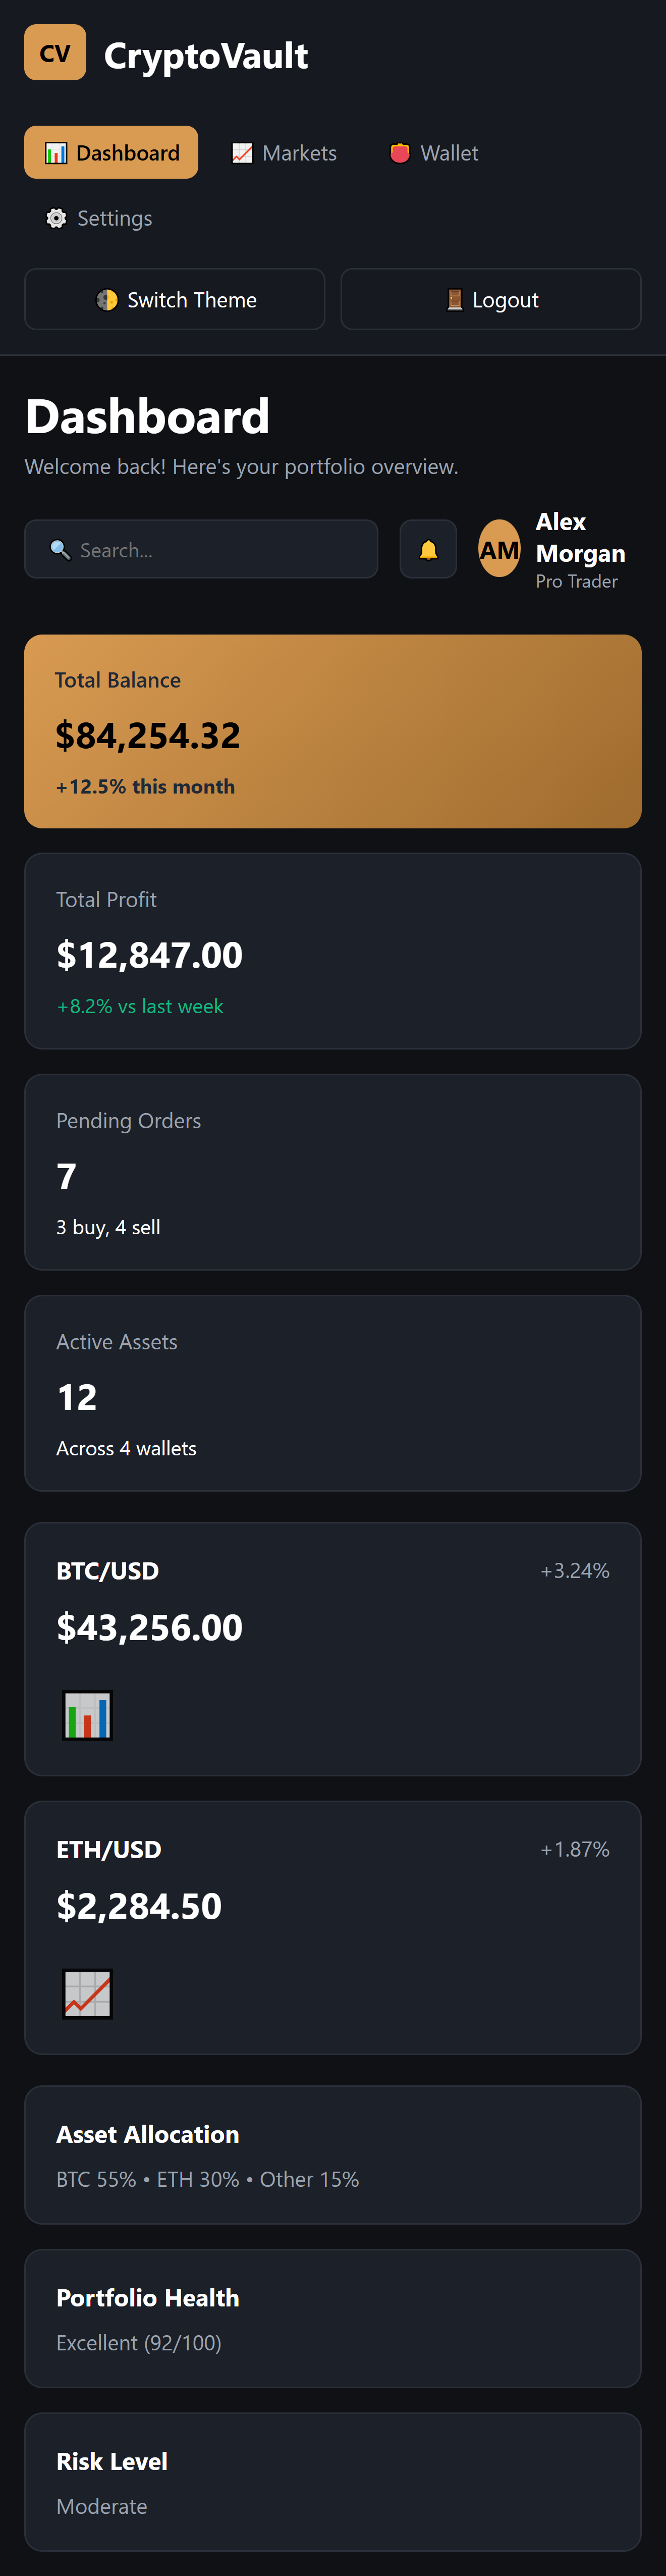 CV CryptoVault
Dashboard Markets Wallet
Settings
Switch Theme Logout
Dashboard
Welcome back! Here's your portfolio overview.
Search...
AM
Alex
Morgan
Pro Trader
Total Balance
$84,254.32
+12.5% this month
Total Profit
$12,847.00
+8.2% vs last week
Pending Orders
7
3 buy, 4 sell
Active Assets
12
Across 4 wallets
BTC/USD +3.24%
$43,256.00
ETH/USD +1.87%
$2,284.50
Asset Allocation
BTC 55% • ETH 30% • Other 15%
Portfolio Health
Excellent (92/100)
Risk Level
Moderate